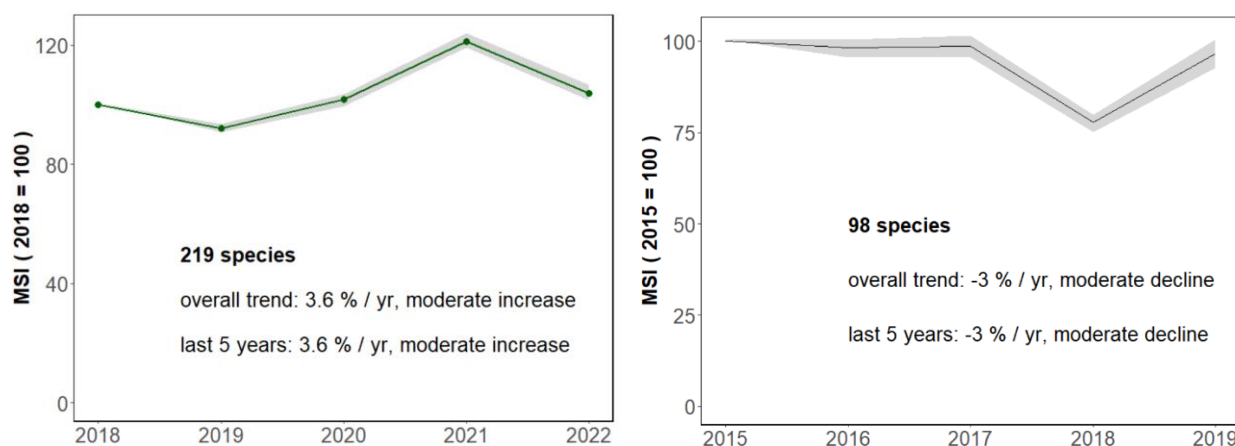 MSI ( 2018 = 100)
120
80
40
0
219 species
overall trend: 3.6 % / yr, moderate increase
last 5 years: 3.6 % / yr, moderate increase
2018 2019 2020 2021 2022
MSI ( 2015 = 100)
100
75
50
25
0
98 species
overall trend: -3 % / yr, moderate decline
last 5 years: -3 % / yr, moderate decline
2015 2016 2017 2018 2019